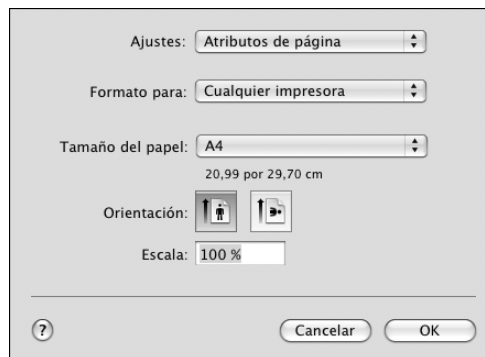 Ajustes: Atributos de página
Formato para: Cualquier impresora
Tamaño del papel: A4
20,99 por 29,70 cm
Orientación:
Escala: 100 %
? Cancelar OK